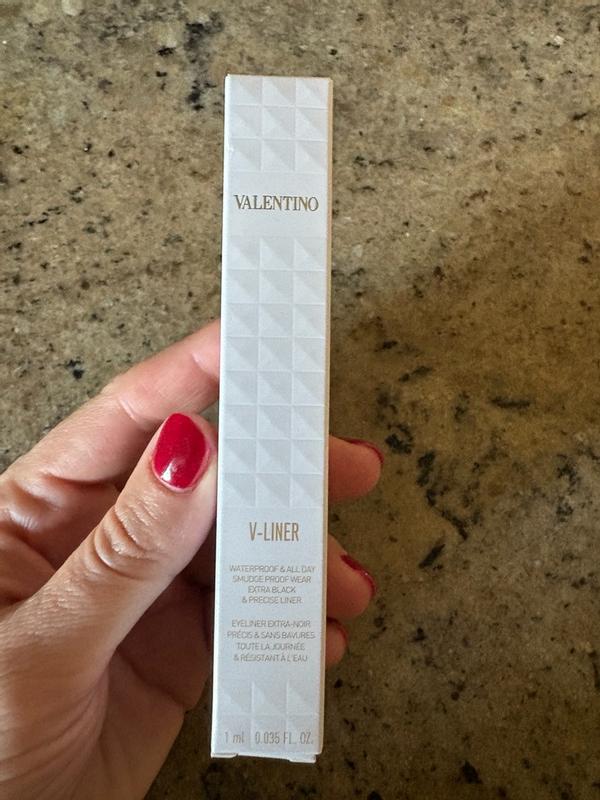 VALENTINO
V-LINER
WATERPROOF & ALL DAY
SMUDGE PROOF WEAR
EXTRA BLACK
& PRECISE LINER
EYELINER EXTRA-NOIR
PRÉCIS & SANS BAVURES
TOUTE LA JOURNÉE
& RÉSISTANT À L'EAU
1 ml 0.035 FL. OZ.